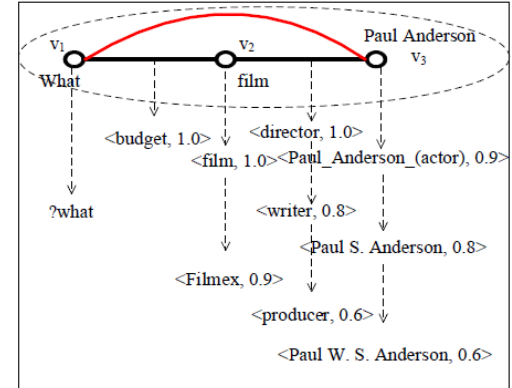 Paul Anderson
v1 v2 v3
What film
<budget, 1.0> <director, 1.0>
<film, 1.0> <Paul_Anderson_(actor), 0.9>
?what <writer, 0.8>
<Paul S. Anderson, 0.8>
<Filmex, 0.9>
<producer, 0.6>
<Paul W. S. Anderson, 0.6>